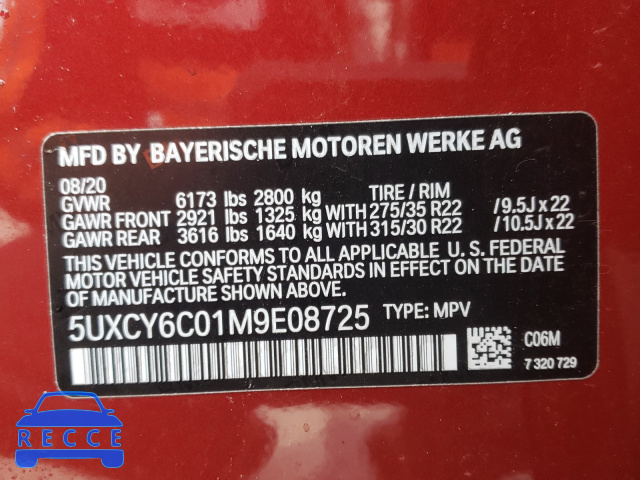 MFD BY BAYERISCHE MOTOREN WERKE AG
08/20
GVWR 6173 lbs 2800 kg TIRE / RIM
GAWR FRONT 2921 lbs 1325 kg WITH 275/35 R22 / 9.5J x 22
GAWR REAR 3616 lbs 1640 kg WITH 315/30 R22 / 10.5J x 22
THIS VEHICLE CONFORMS TO ALL APPLICABLE U. S. FEDERAL
MOTOR VEHICLE SAFETY STANDARDS IN EFFECT ON THE DATE
OF MANUFACTURE SHOWN ABOVE.
5UXCY6C01M9E08725 TYPE: MPV
C06M
7 320 729
RECCE